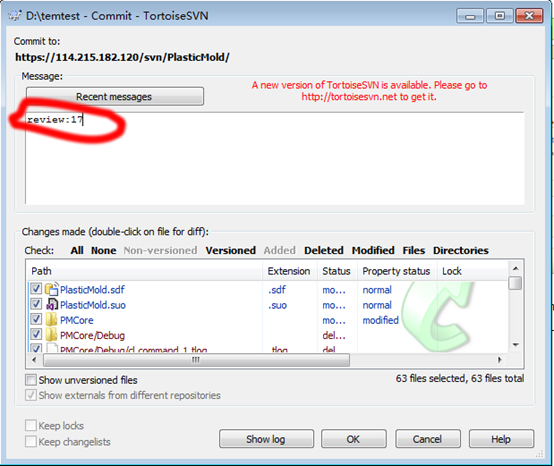 D:\temtest - Commit - TortoiseSVN
Commit to:
https://114.215.182.120/svn/PlasticMold/
Message:
Recent messages
A new version of TortoiseSVN is available. Please go to
http://tortoisesvn.net to get it.
review:17
Changes made (double-click on file for diff):
Check: All None Non-versioned Versioned Added Deleted Modified Files Directories
Path Extension Status Property status Lock
PlasticMold.sdf .sdf mo... normal
PlasticMold.suo .suo mo... normal
PMCore mo... modified
PMCore/Debug del...
PMCore/Debug/cl.command.1.tlog .tlog del...
Show unversioned files
63 files selected, 63 files total
Show externals from different repositories
Keep locks
Keep changelists
Show log OK Cancel Help